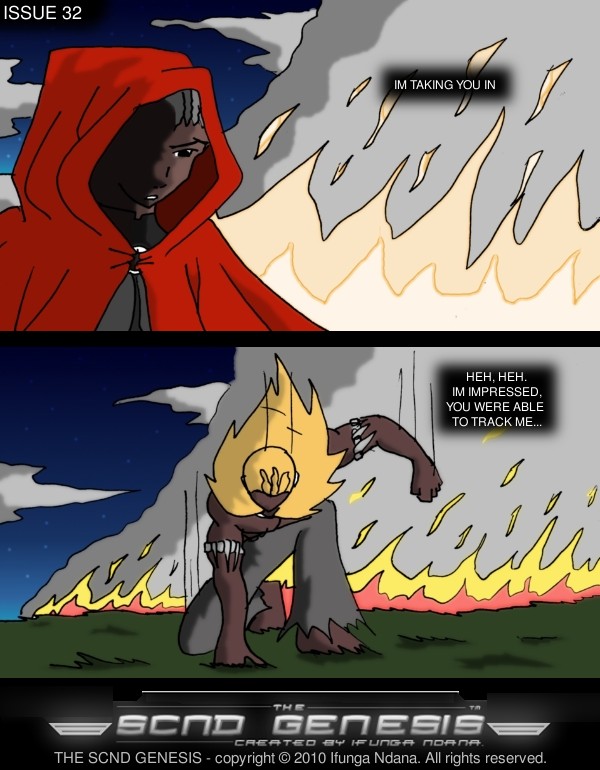 ISSUE 32
IM TAKING YOU IN
HEH, HEH.
IM IMPRESSED,
YOU WERE ABLE
TO TRACK ME...
THE TM
SCND GENESIS
CREATED BY IFUNGA NDANA.
THE SCND GENESIS - copyright © 2010 Ifunga Ndana. All rights reserved.